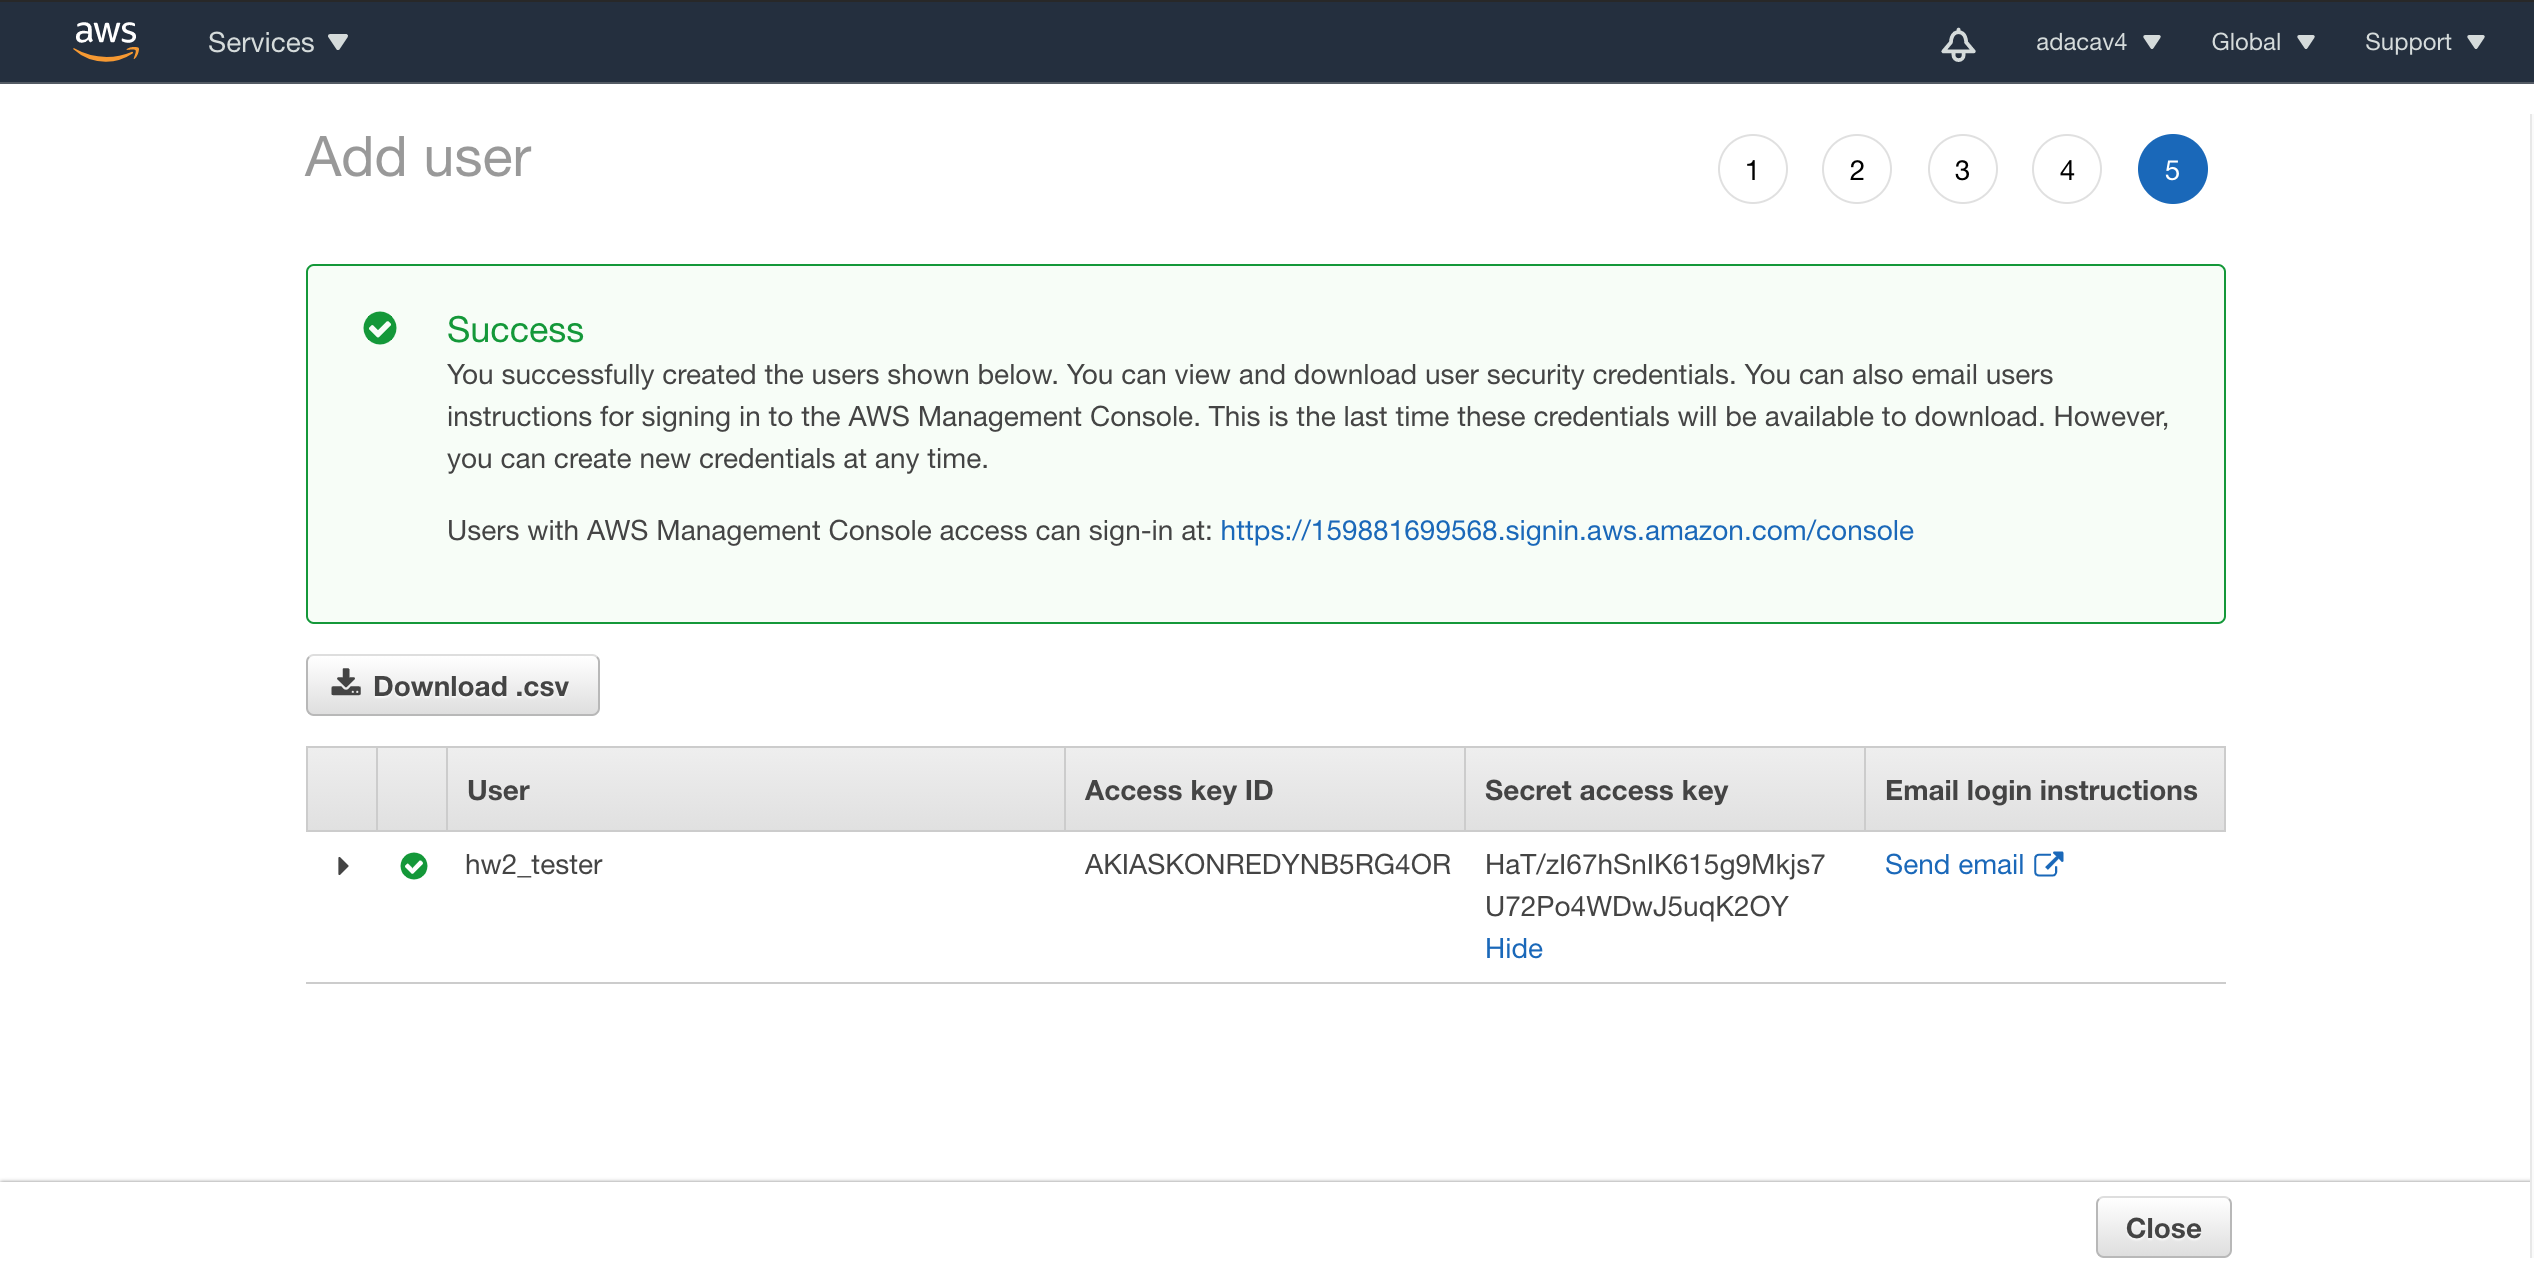 aws
Services
adacav4
Global
Support
Add user
1
2
3
4
5
Success
You successfully created the users shown below. You can view and download user security credentials. You can also email users
instructions for signing in to the AWS Management Console. This is the last time these credentials will be available to download. However,
you can create new credentials at any time.
Users with AWS Management Console access can sign-in at: https://159881699568.signin.aws.amazon.com/console
Download .csv
User
Access key ID
Secret access key
Email login instructions
hw2_tester
AKIASKONREDYNB5RG4OR
U72Po4WDwJ5uqK2OY
Hide
Send email
Close